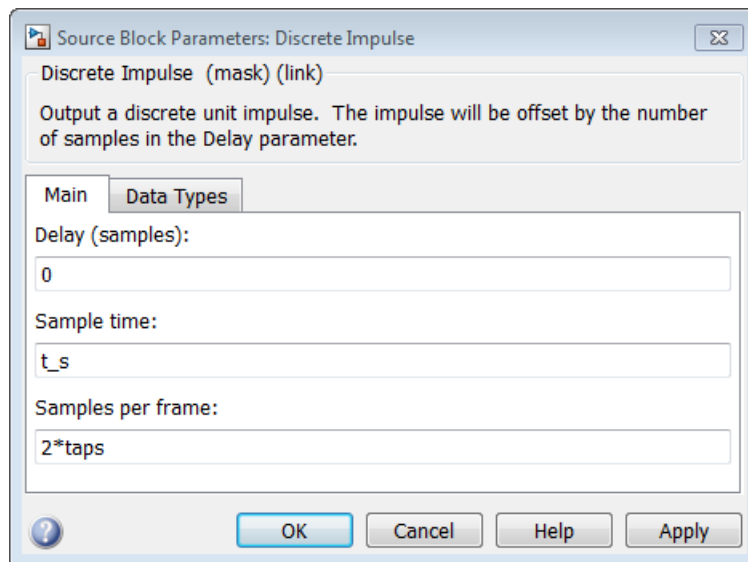 Source Block Parameters: Discrete Impulse
Discrete Impulse (mask) (link)
Output a discrete unit impulse. The impulse will be offset by the number
of samples in the Delay parameter.
Main Data Types
Delay (samples):
0
Sample time:
t_s
Samples per frame:
2*taps
? OK Cancel Help Apply